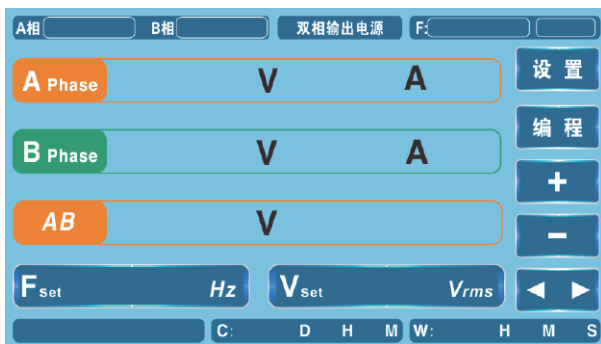 A相 B相 双相输出电源 F:
A Phase V A 设置
B Phase V A 编程
+
AB V
−
Fset Hz Vset Vrms ◀ ▶
C: D H M W: H M S